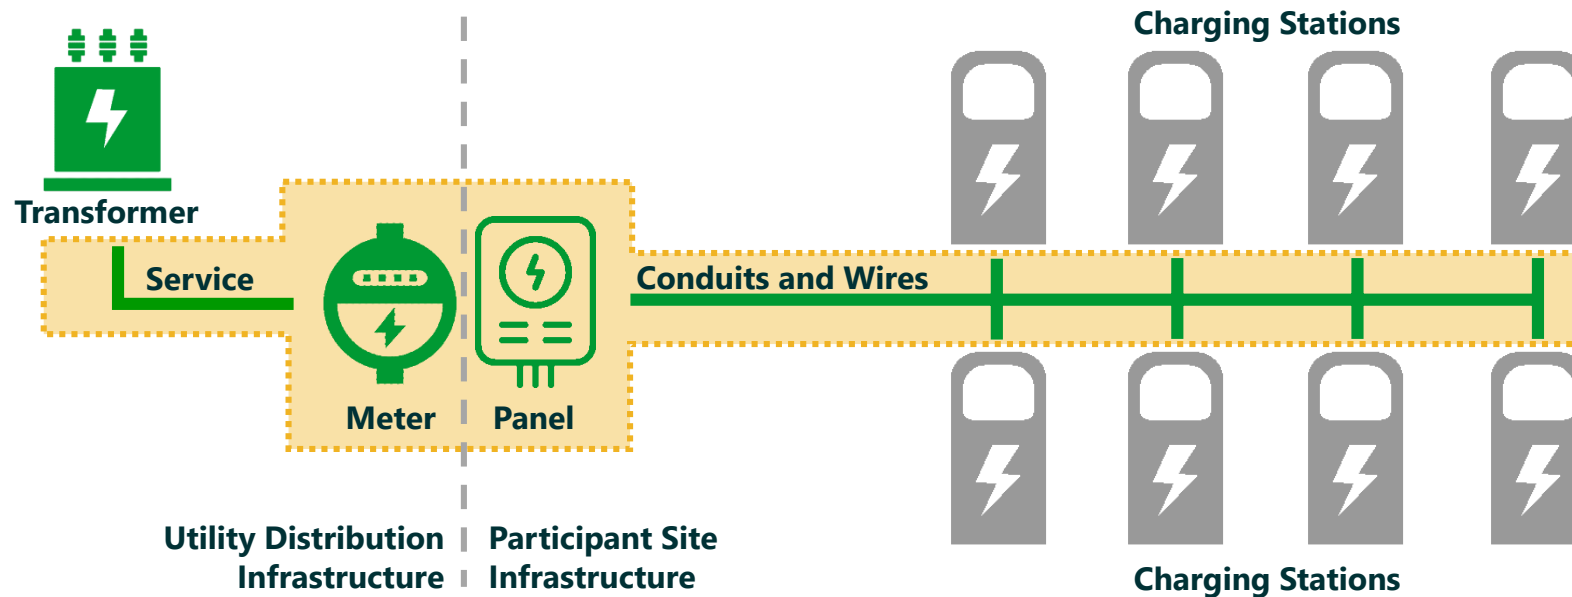 Charging Stations
Transformer
Service
Conduits and Wires
Meter
Panel
Utility Distribution
Infrastructure
Participant Site
Infrastructure
Charging Stations